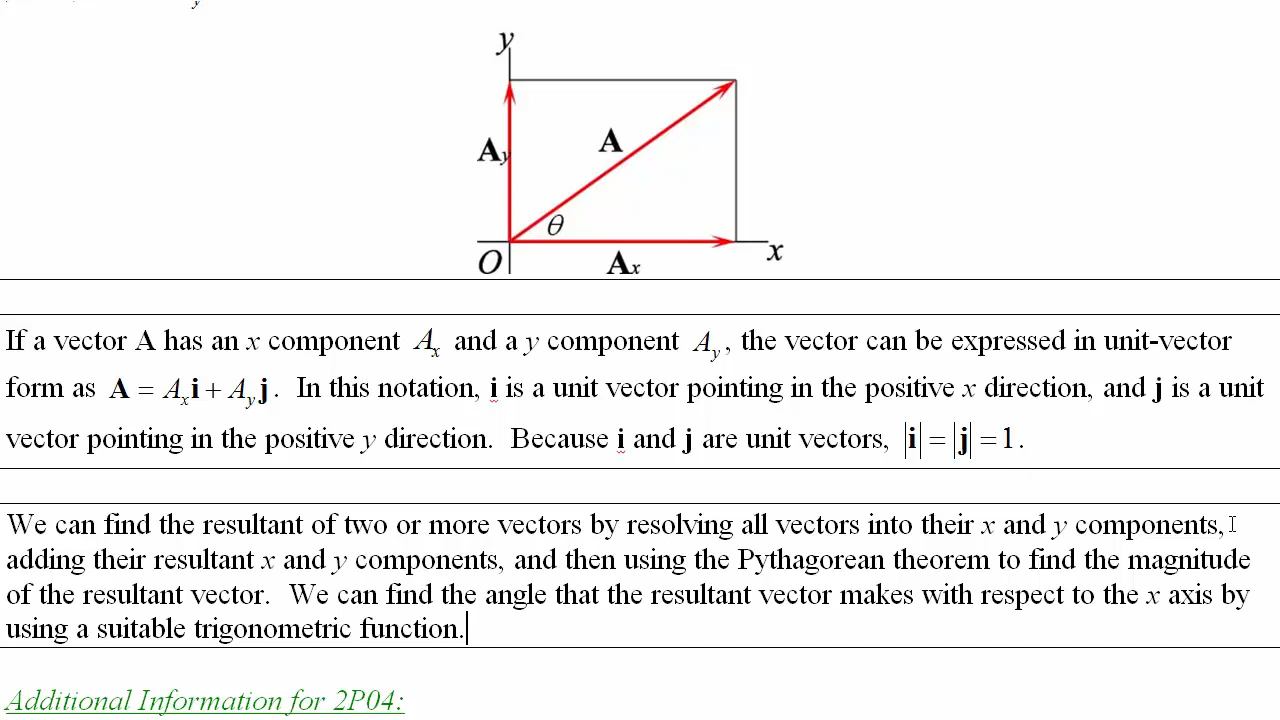 y
y
A
Ay
θ
O
Ax
x
If a vector A has an x component Ax and a y component Ay, the vector can be expressed in unit-vector
form as A = Axi + Ayj. In this notation, i is a unit vector pointing in the positive x direction, and j is a unit
vector pointing in the positive y direction. Because i and j are unit vectors, |i| = |j| = 1.
We can find the resultant of two or more vectors by resolving all vectors into their x and y components,
adding their resultant x and y components, and then using the Pythagorean theorem to find the magnitude
of the resultant vector. We can find the angle that the resultant vector makes with respect to the x axis by
using a suitable trigonometric function.
Additional Information for 2P04: